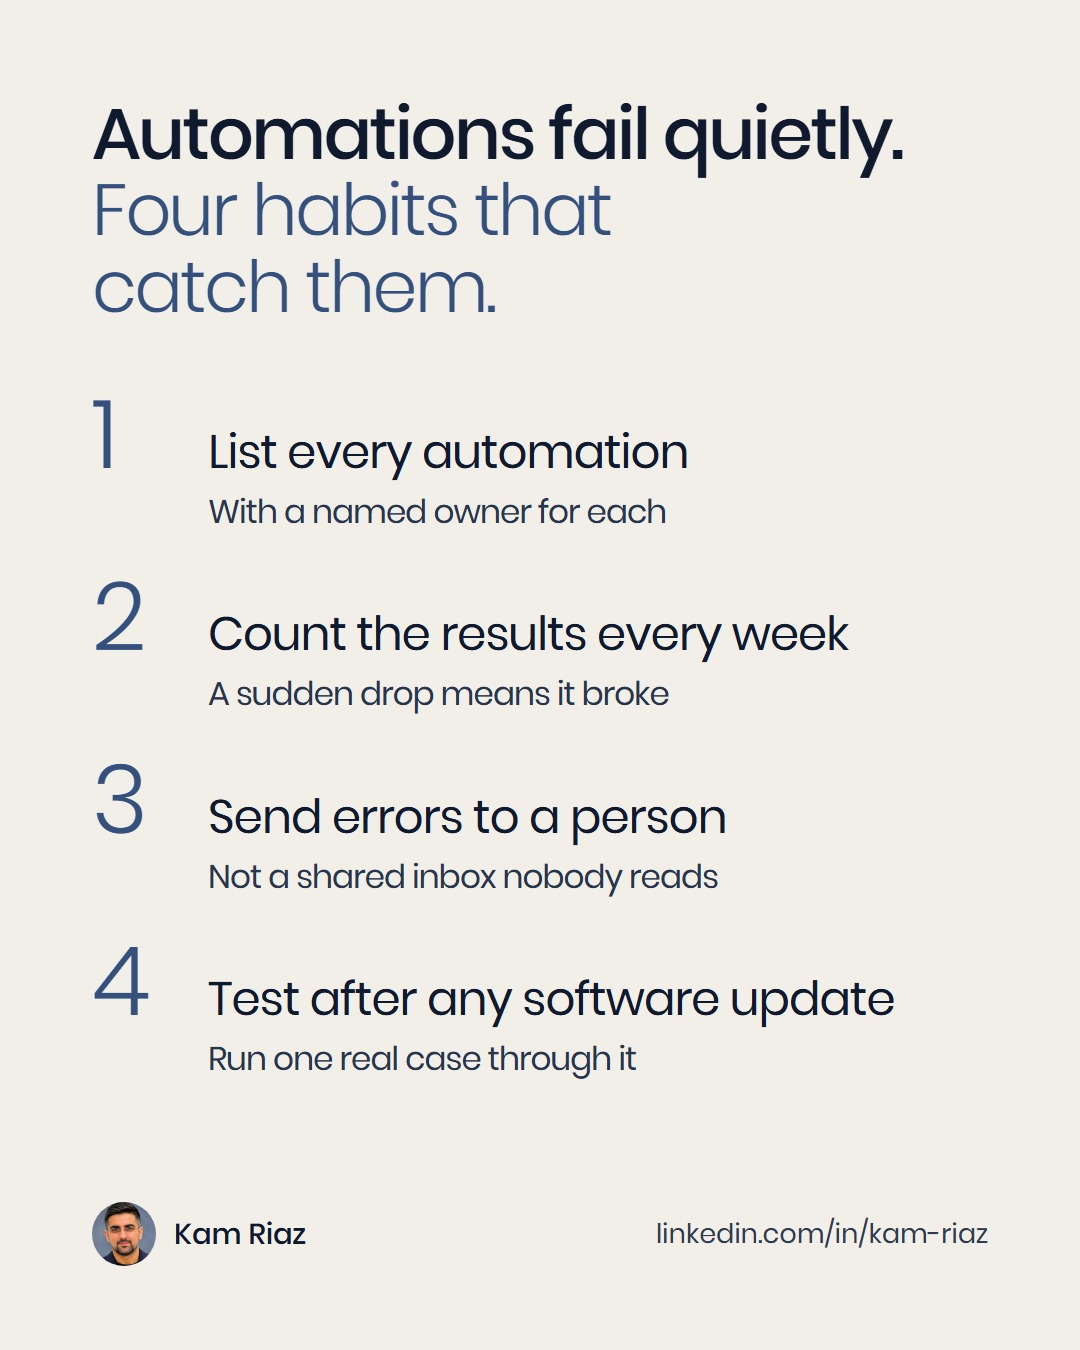 Automations fail quietly.
Four habits that
catch them.
1
List every automation
With a named owner for each
2
Count the results every week
A sudden drop means it broke
3
Send errors to a person
Not a shared inbox nobody reads
4
Test after any software update
Run one real case through it
Kam Riaz
linkedin.com/in/kam-riaz